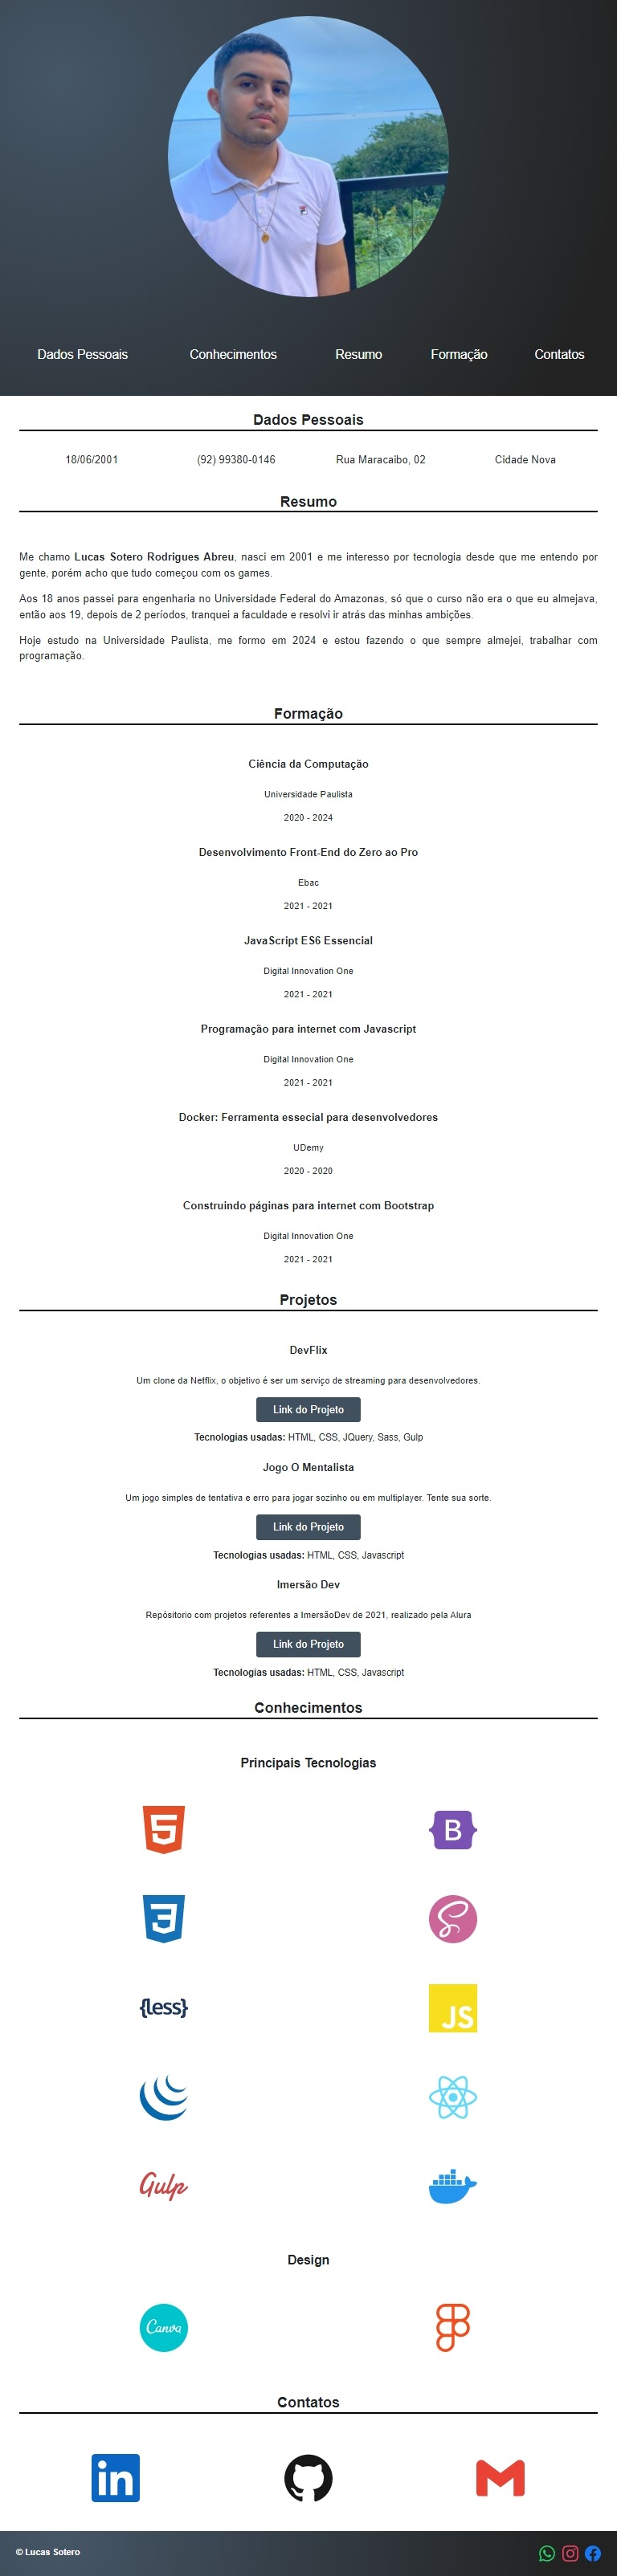 Dados Pessoais Conhecimentos Resumo Formação Contatos
Dados Pessoais
18/06/2001 (92) 99380-0146 Rua Maracaibo, 02 Cidade Nova
Resumo
Me chamo Lucas Sotero Rodrigues Abreu, nasci em 2001 e me interesso por tecnologia desde que me entendo por
gente, porém acho que tudo começou com os games.
Aos 18 anos passei para engenharia no Universidade Federal do Amazonas, só que o curso não era o que eu almejava,
então aos 19, depois de 2 períodos, tranquei a faculdade e resolvi ir atrás das minhas ambições.
Hoje estudo na Universidade Paulista, me formo em 2024 e estou fazendo o que sempre almejei, trabalhar com
programação.
Formação
Ciência da Computação
Universidade Paulista
2020 - 2024
Desenvolvimento Front-End do Zero ao Pro
Ebac
2021 - 2021
JavaScript ES6 Essencial
Digital Innovation One
2021 - 2021
Programação para internet com Javascript
Digital Innovation One
2021 - 2021
Docker: Ferramenta essecial para desenvolvedores
UDemy
2020 - 2020
Construindo páginas para internet com Bootstrap
Digital Innovation One
2021 - 2021
Projetos
DevFlix
Um clone da Netflix, o objetivo é ser um serviço de streaming para desenvolvedores.
Link do Projeto
Tecnologias usadas: HTML, CSS, JQuery, Sass, Gulp
Jogo O Mentalista
Um jogo simples de tentativa e erro para jogar sozinho ou em multiplayer. Tente sua sorte.
Link do Projeto
Tecnologias usadas: HTML, CSS, Javascript
Imersão Dev
Repósitorio com projetos referentes a ImersãoDev de 2021, realizado pela Alura
Link do Projeto
Tecnologias usadas: HTML, CSS, Javascript
Conhecimentos
Principais Tecnologias
5 B
3 S
{less} JS
Gulp
Design
Canva
Contatos
in
© Lucas Sotero